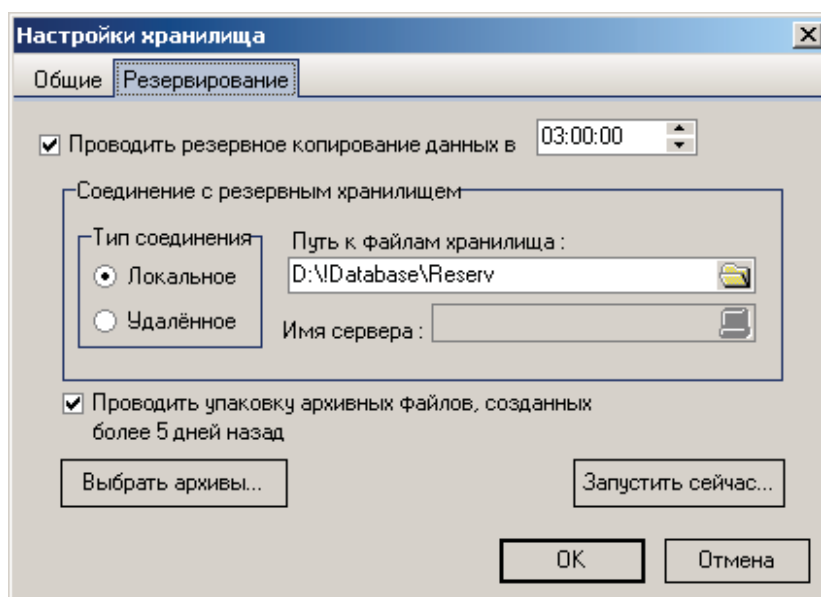 Настройки хранилища
Общие Резервирование
Проводить резервное копирование данных в 03:00:00
Соединение с резервным хранилищем
Тип соединения
Локальное
Удалённое
Путь к файлам хранилища :
D:\!Database\Reserv
Имя сервера :
Проводить упаковку архивных файлов, созданных
более 5 дней назад
Выбрать архивы... Запустить сейчас...
OK Отмена